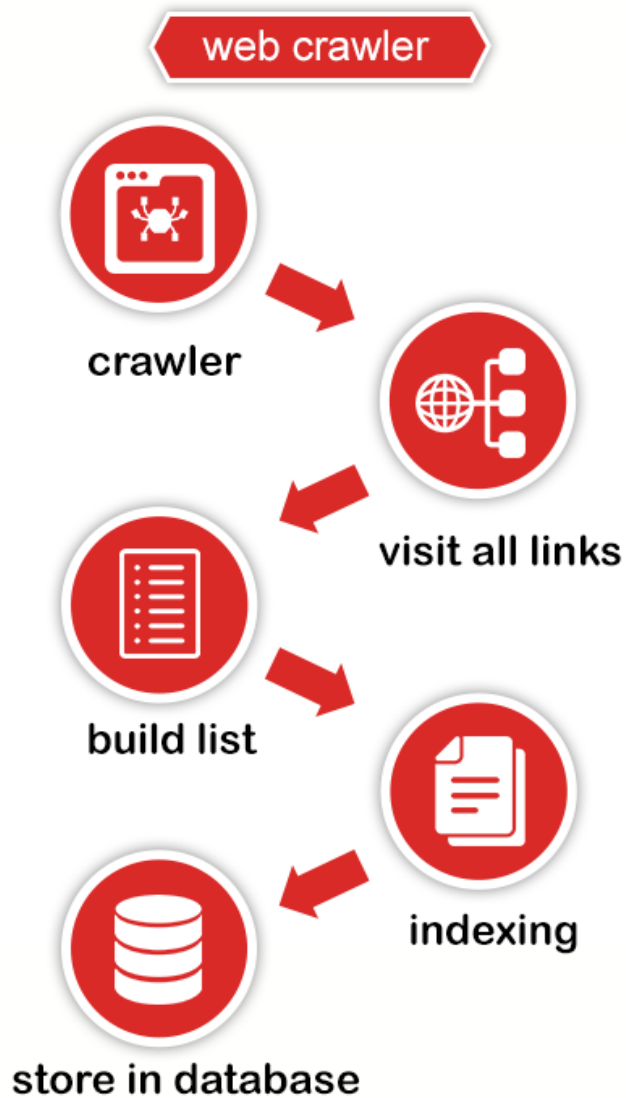 web crawler
crawler
visit all links
build list
indexing
store in database